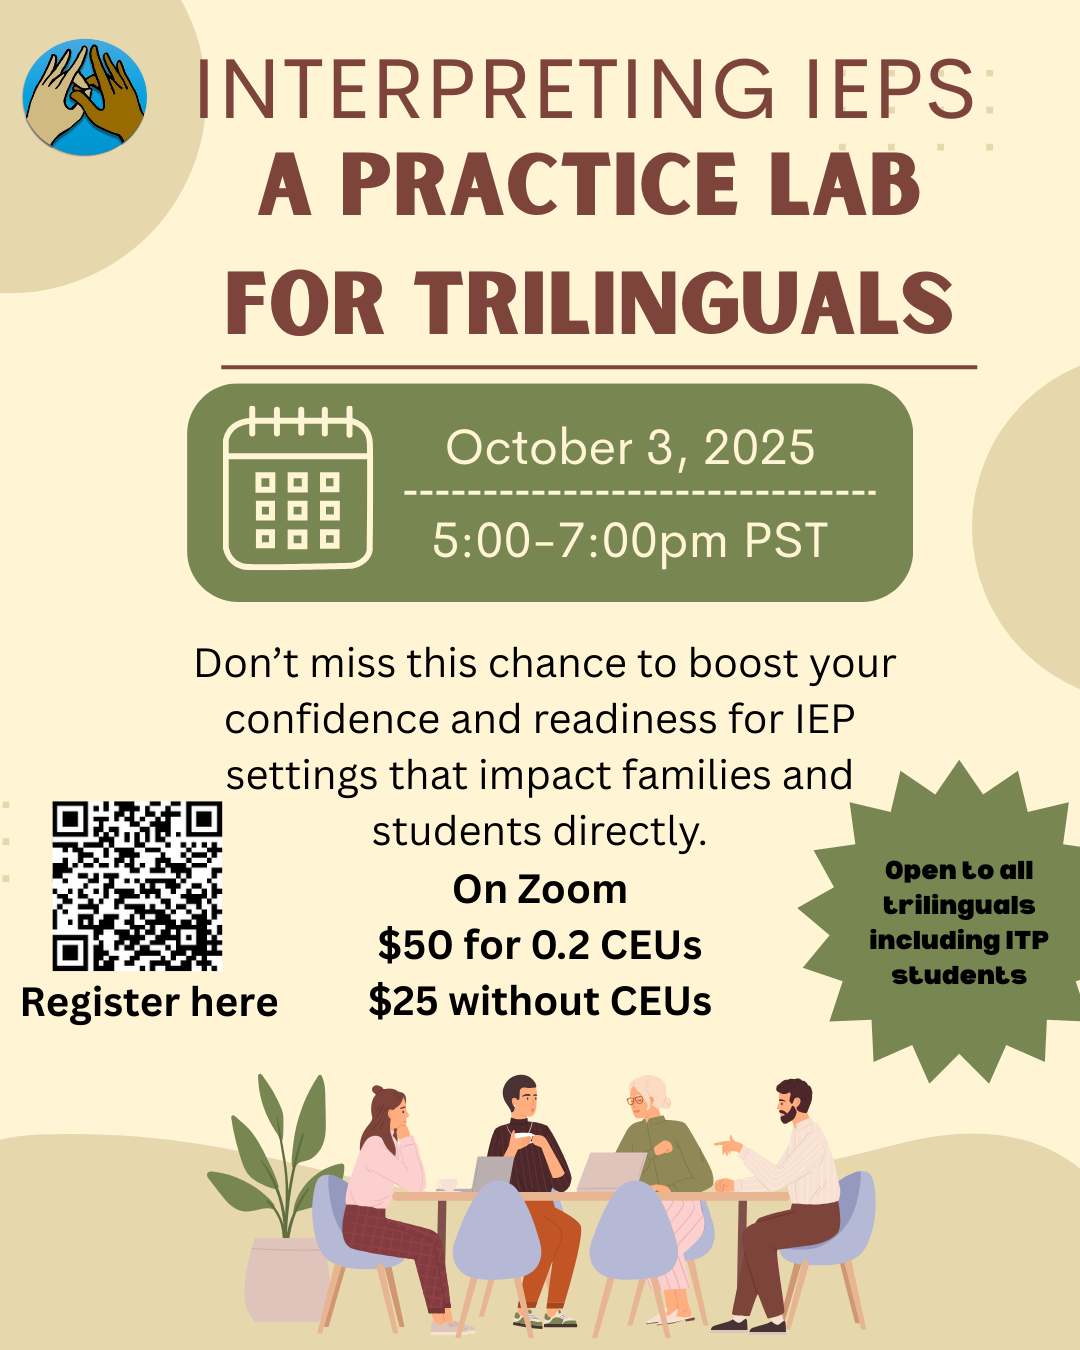 INTERPRETING IEPS
A PRACTICE LAB
FOR TRILINGUALS
October 3, 2025
5:00-7:00pm PST
Don’t miss this chance to boost your
confidence and readiness for IEP
settings that impact families and
students directly.
On Zoom
$50 for 0.2 CEUs
$25 without CEUs
Register here
Open to all
trilinguals
including ITP
students